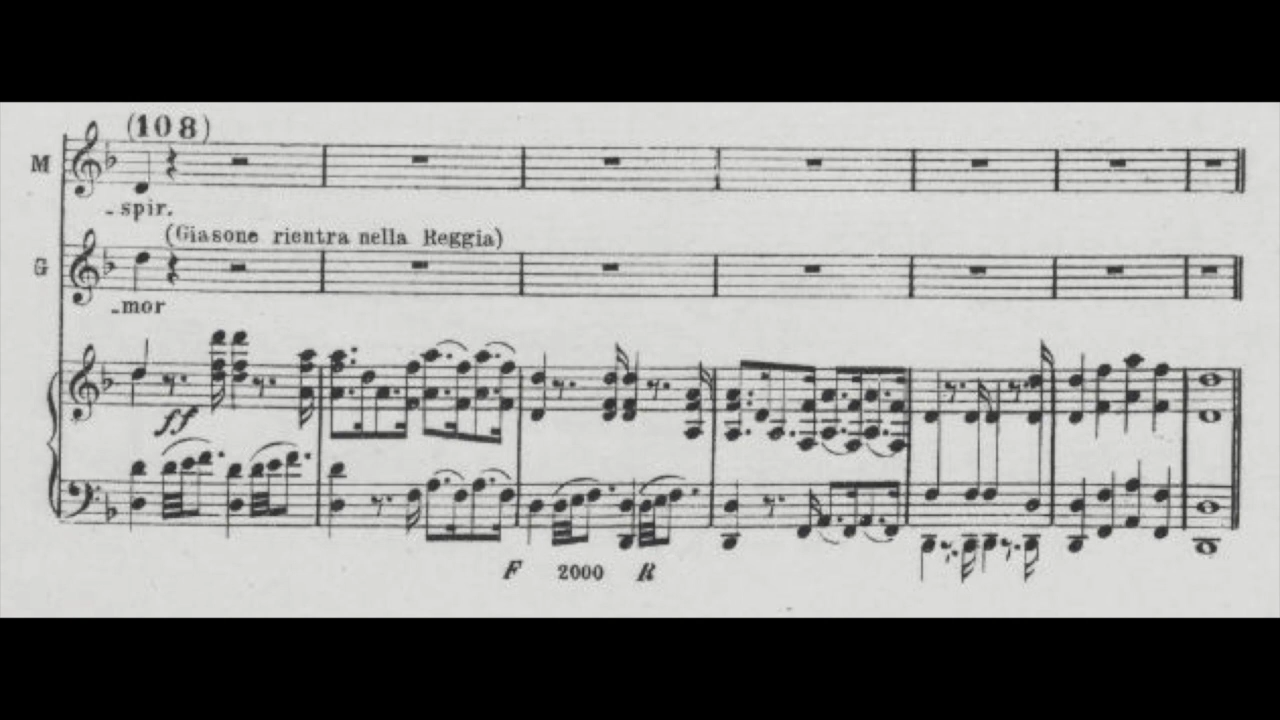 (108)
M
- spir.
(Giasone rientra nella Reggia)
G
- mor
ff
F 2000 R